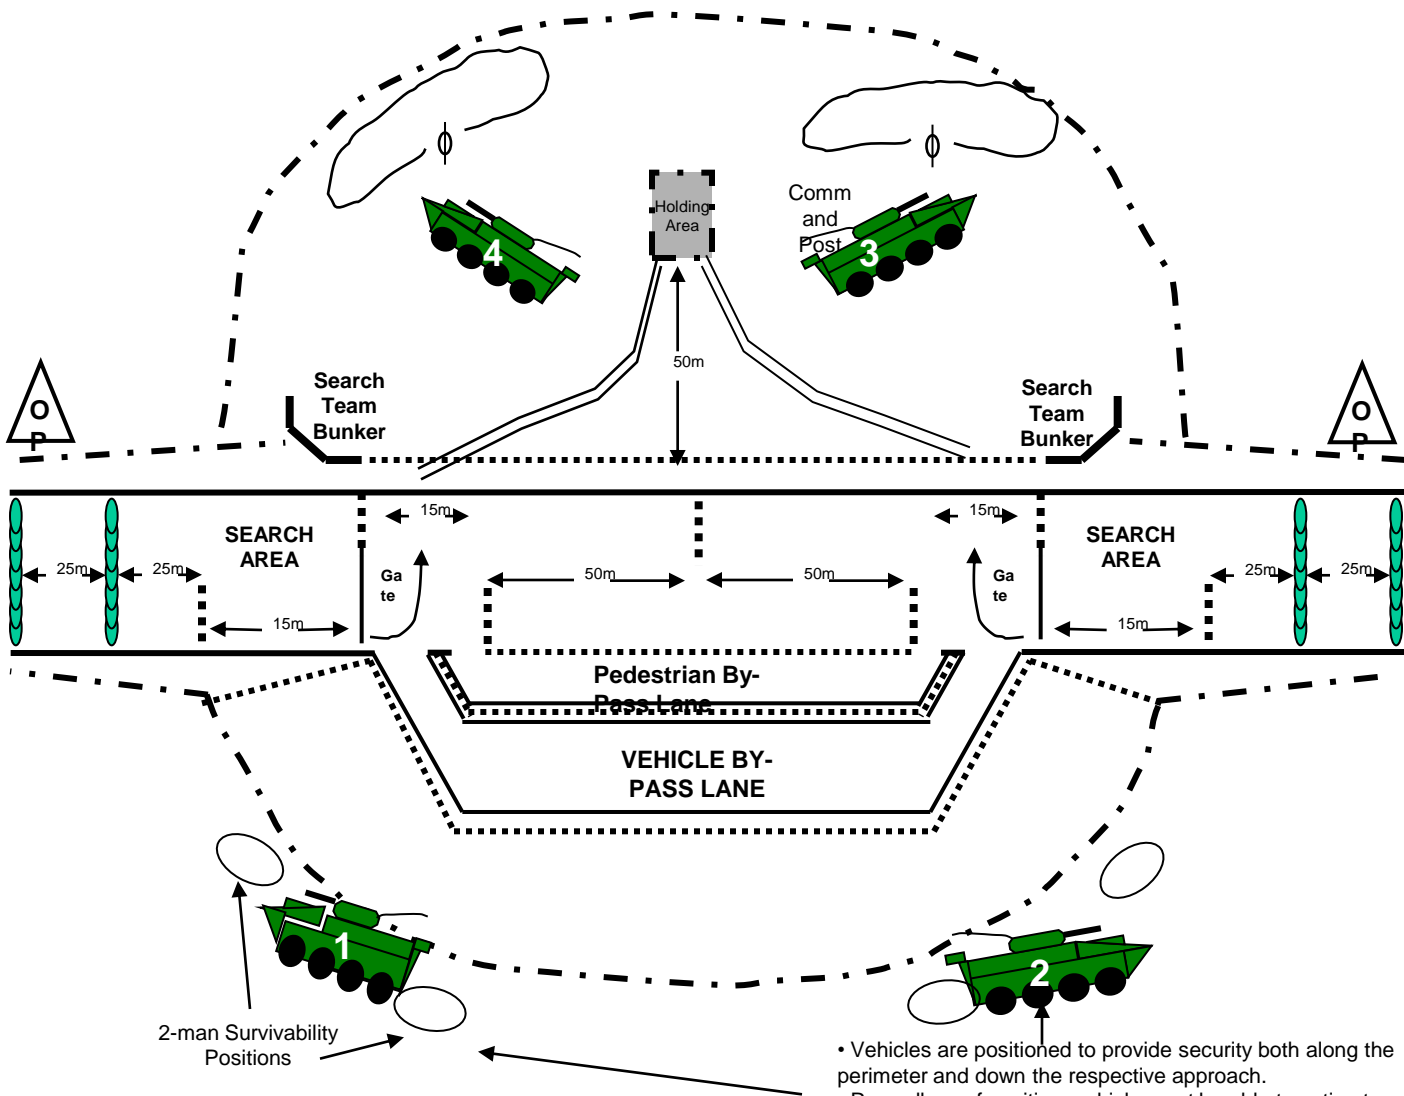 Comm
and
Post
Holding
Area
4
3
50m
Search
Team
Bunker
Search
Team
Bunker
O
P
O
P
15m
15m
SEARCH
AREA
SEARCH
AREA
25m
25m
Ga
te
50m
50m
Ga
te
25m
25m
15m
15m
Pedestrian By-
Pass Lane
VEHICLE BY-
PASS LANE
1
2
2-man Survivability
Positions
• Vehicles are positioned to provide security both along the
perimeter and down the respective approach.